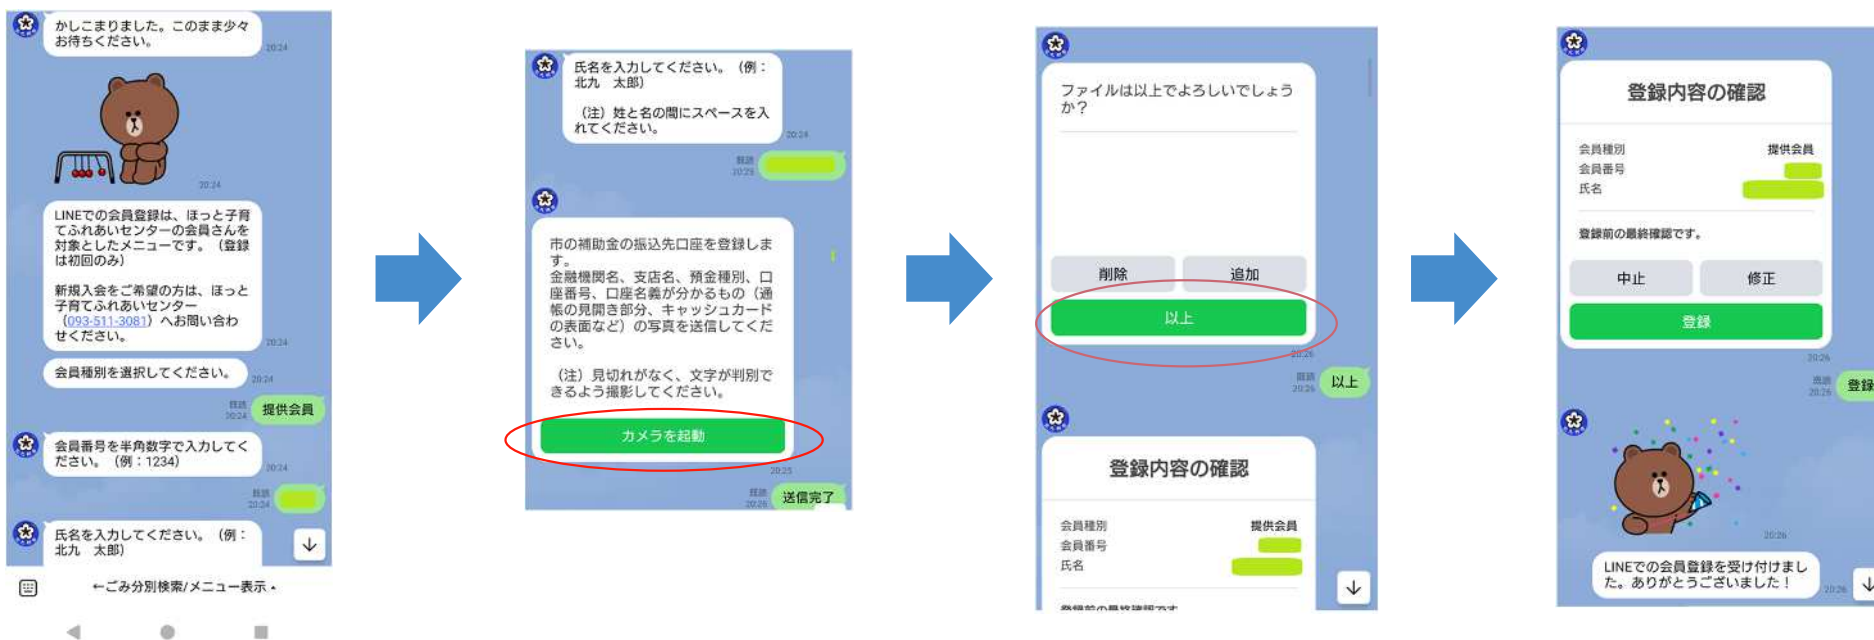 かしこまりました。このまま少々
お待ちください。
20:24
20:24
LINEでの会員登録は、ほっと子育
てふれあいセンターの会員さんを
対象としたメニューです。（登録
は初回のみ）
新規入会をご希望の方は、ほっと
子育てふれあいセンター
（093-511-3081）へお問い合わ
せください。
20:24
会員種別を選択してください。
20:24
既読
20:24
提供会員
会員番号を半角数字で入力してく
ださい。（例：1234）
20:24
既読
20:24
氏名を入力してください。（例：
北九　太郎）
←ごみ分別検索/メニュー表示
氏名を入力してください。（例：
北九　太郎）
（注）姓と名の間にスペースを入
れてください。
20:24
既読
20:25
市の補助金の振込先口座を登録しま
す。
金融機関名、支店名、預金種別、口
座番号、口座名義が分かるもの（通
帳の見開き部分、キャッシュカード
の表面など）の写真を送信してくだ
さい。
（注）見切れがなく、文字が判別で
きるよう撮影してください。
カメラを起動
20:25
既読
20:26
送信完了
ファイルは以上でよろしいでしょう
か？
削除
追加
以上
20:26
既読
20:26
以上
登録内容の確認
会員種別
提供会員
会員番号
氏名
登録前の最終確認です
登録内容の確認
会員種別
提供会員
会員番号
氏名
登録前の最終確認です。
中止
修正
登録
20:26
既読
20:26
登録
20:26
LINEでの会員登録を受け付けまし
た。ありがとうございました！
20:26